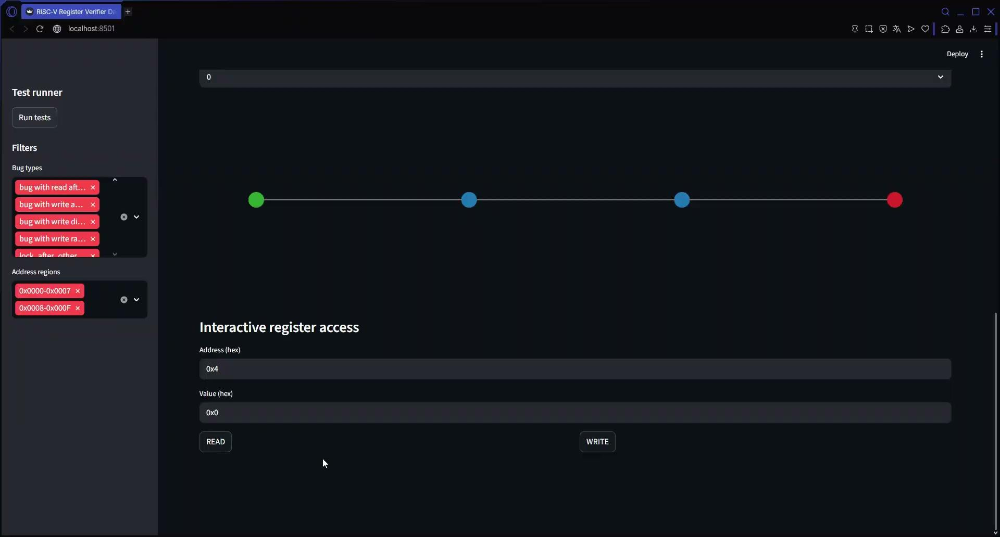 RISC-V Register Verifier Da
localhost:8501
Deploy
Test runner
Run tests
Filters
Bug types
bug with read aft...
bug with write a...
bug with write di...
bug with write ra...
lock_after_other...
Address regions
0x0000-0x0007
0x0008-0x000F
0
Interactive register access
Address (hex)
0x4
Value (hex)
0x0
READ
WRITE